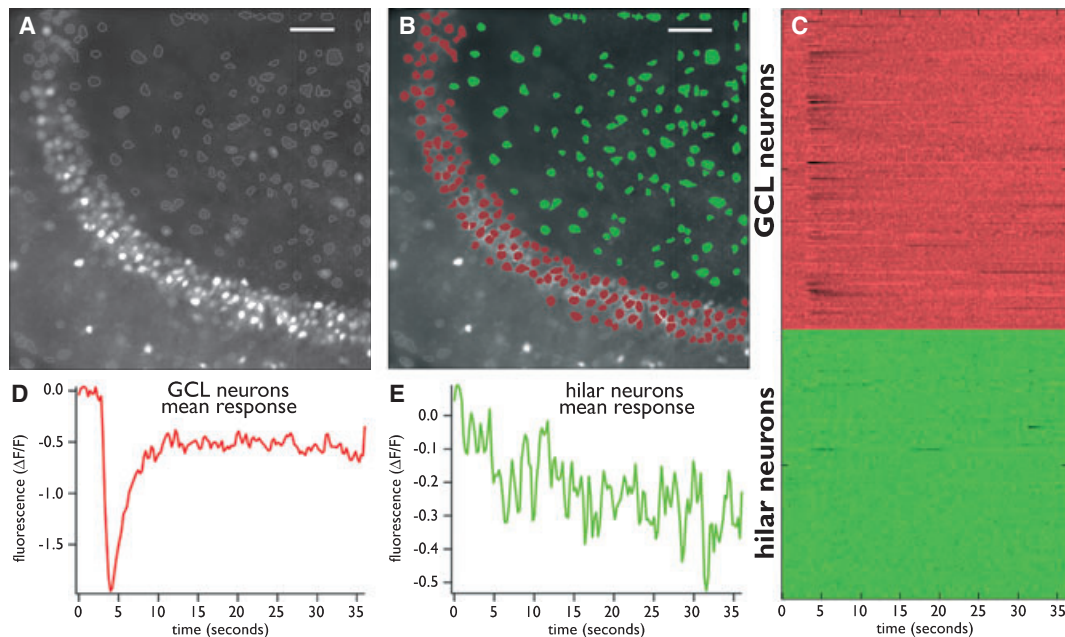 A
B
C
GCL neurons
hilar neurons
0 5 10 15 20 25 30 35
time (seconds)
D
GCL neurons
mean response
fluorescence (ΔF/F)
0.0
-0.5
-1.0
-1.5
0 5 10 15 20 25 30 35
time (seconds)
E
hilar neurons
mean response
fluorescence (ΔF/F)
0.0
-0.1
-0.2
-0.3
-0.4
-0.5
0 5 10 15 20 25 30 35
time (seconds)